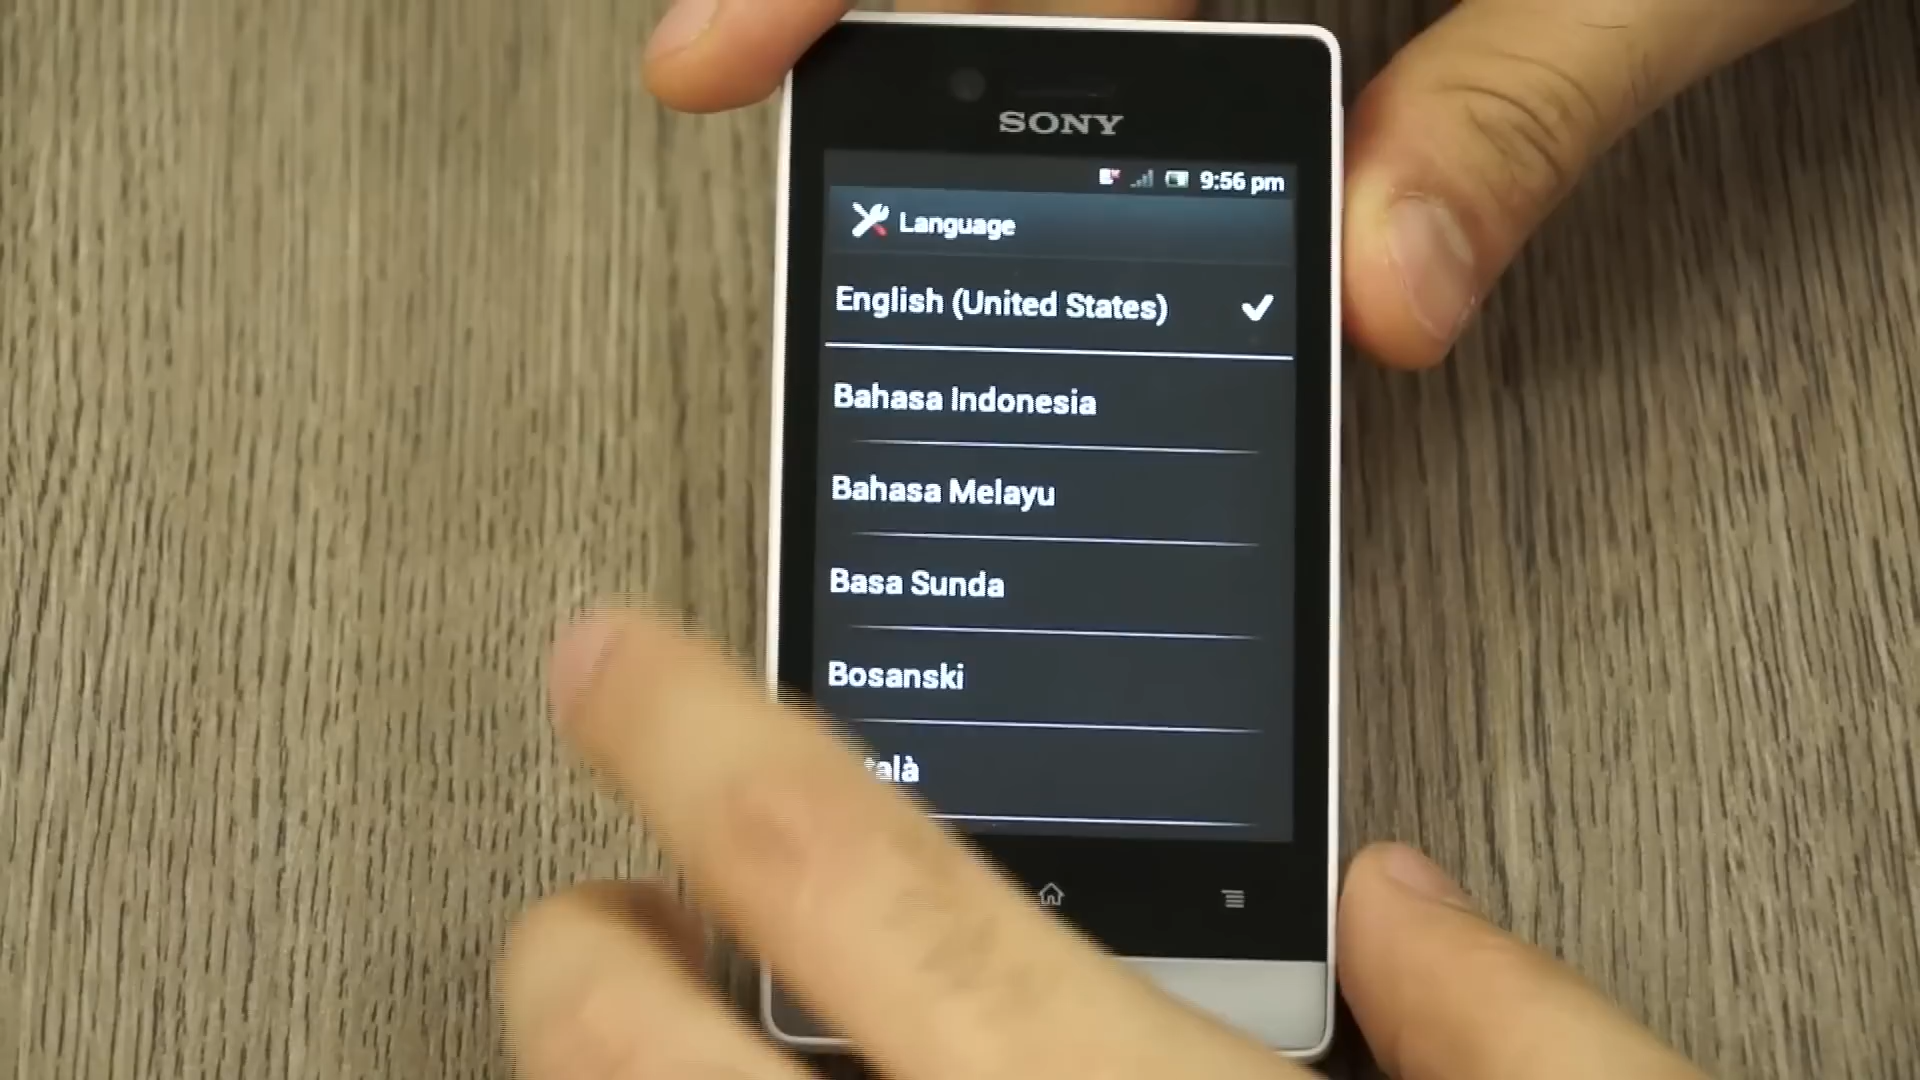 SONY
9:56 pm
Language
English (United States)
Bahasa Indonesia
Bahasa Melayu
Basa Sunda
Bosanski